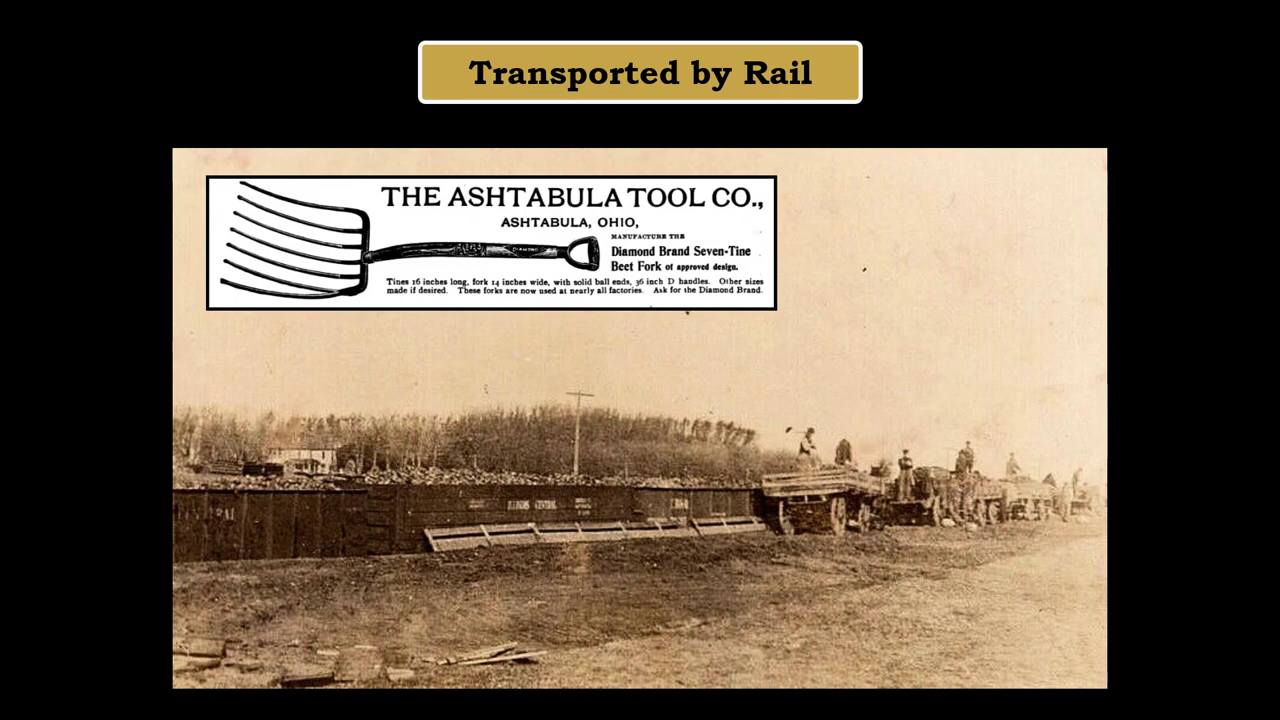 Transported by Rail
THE ASHTABULA TOOL CO.,
ASHTABULA, OHIO,
MANUFACTURE THE
Diamond Brand Seven-Tine
Beet Fork of approved design.
Tines 16 inches long, fork 14 inches wide, with solid ball ends, 36 inch D handles. Other sizes
made if desired. These forks are now used at nearly all factories. Ask for the Diamond Brand.
ILLINOIS CENTRAL